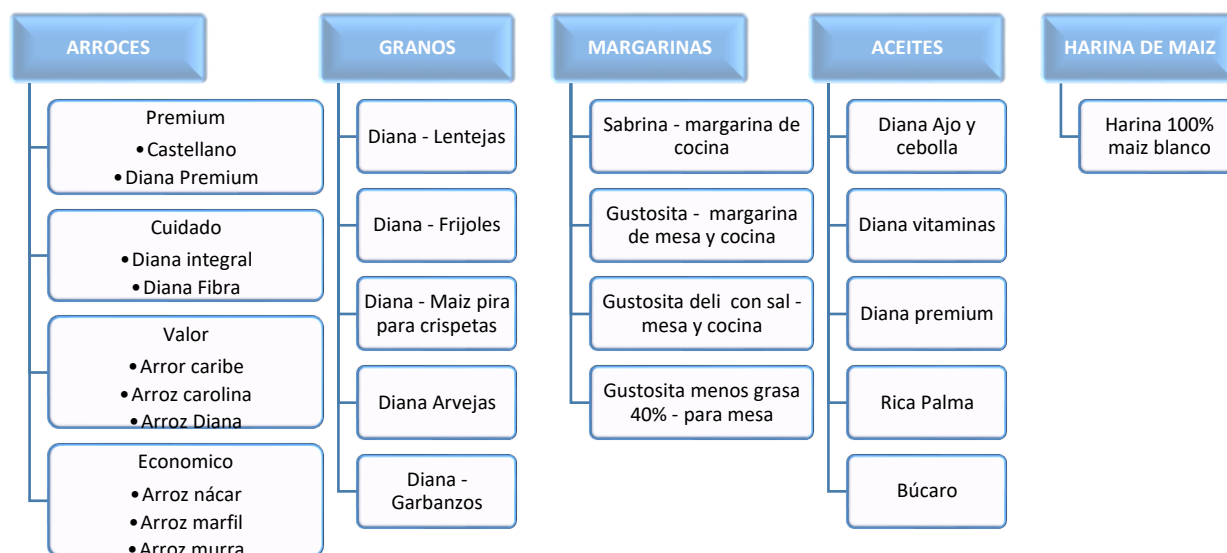 ARROCES
Premium
•Castellano
•Diana Premium
Cuidado
•Diana integral
•Diana Fibra
Valor
•Arror caribe
•Arroz carolina
•Arroz Diana
Economico
•Arroz nácar
•Arroz marfil
•Arroz murra
GRANOS
Diana - Lentejas
Diana - Frijoles
Diana - Maiz pira
para crispetas
Diana Arvejas
Diana -
Garbanzos
MARGARINAS
Sabrina - margarina de
cocina
Gustosita -  margarina
de mesa y cocina
Gustosita deli  con sal -
mesa y cocina
Gustosita menos grasa
40% - para mesa
ACEITES
Diana Ajo y
cebolla
Diana vitaminas
Diana premium
Rica Palma
Búcaro
HARINA DE MAIZ
Harina 100%
maiz blanco